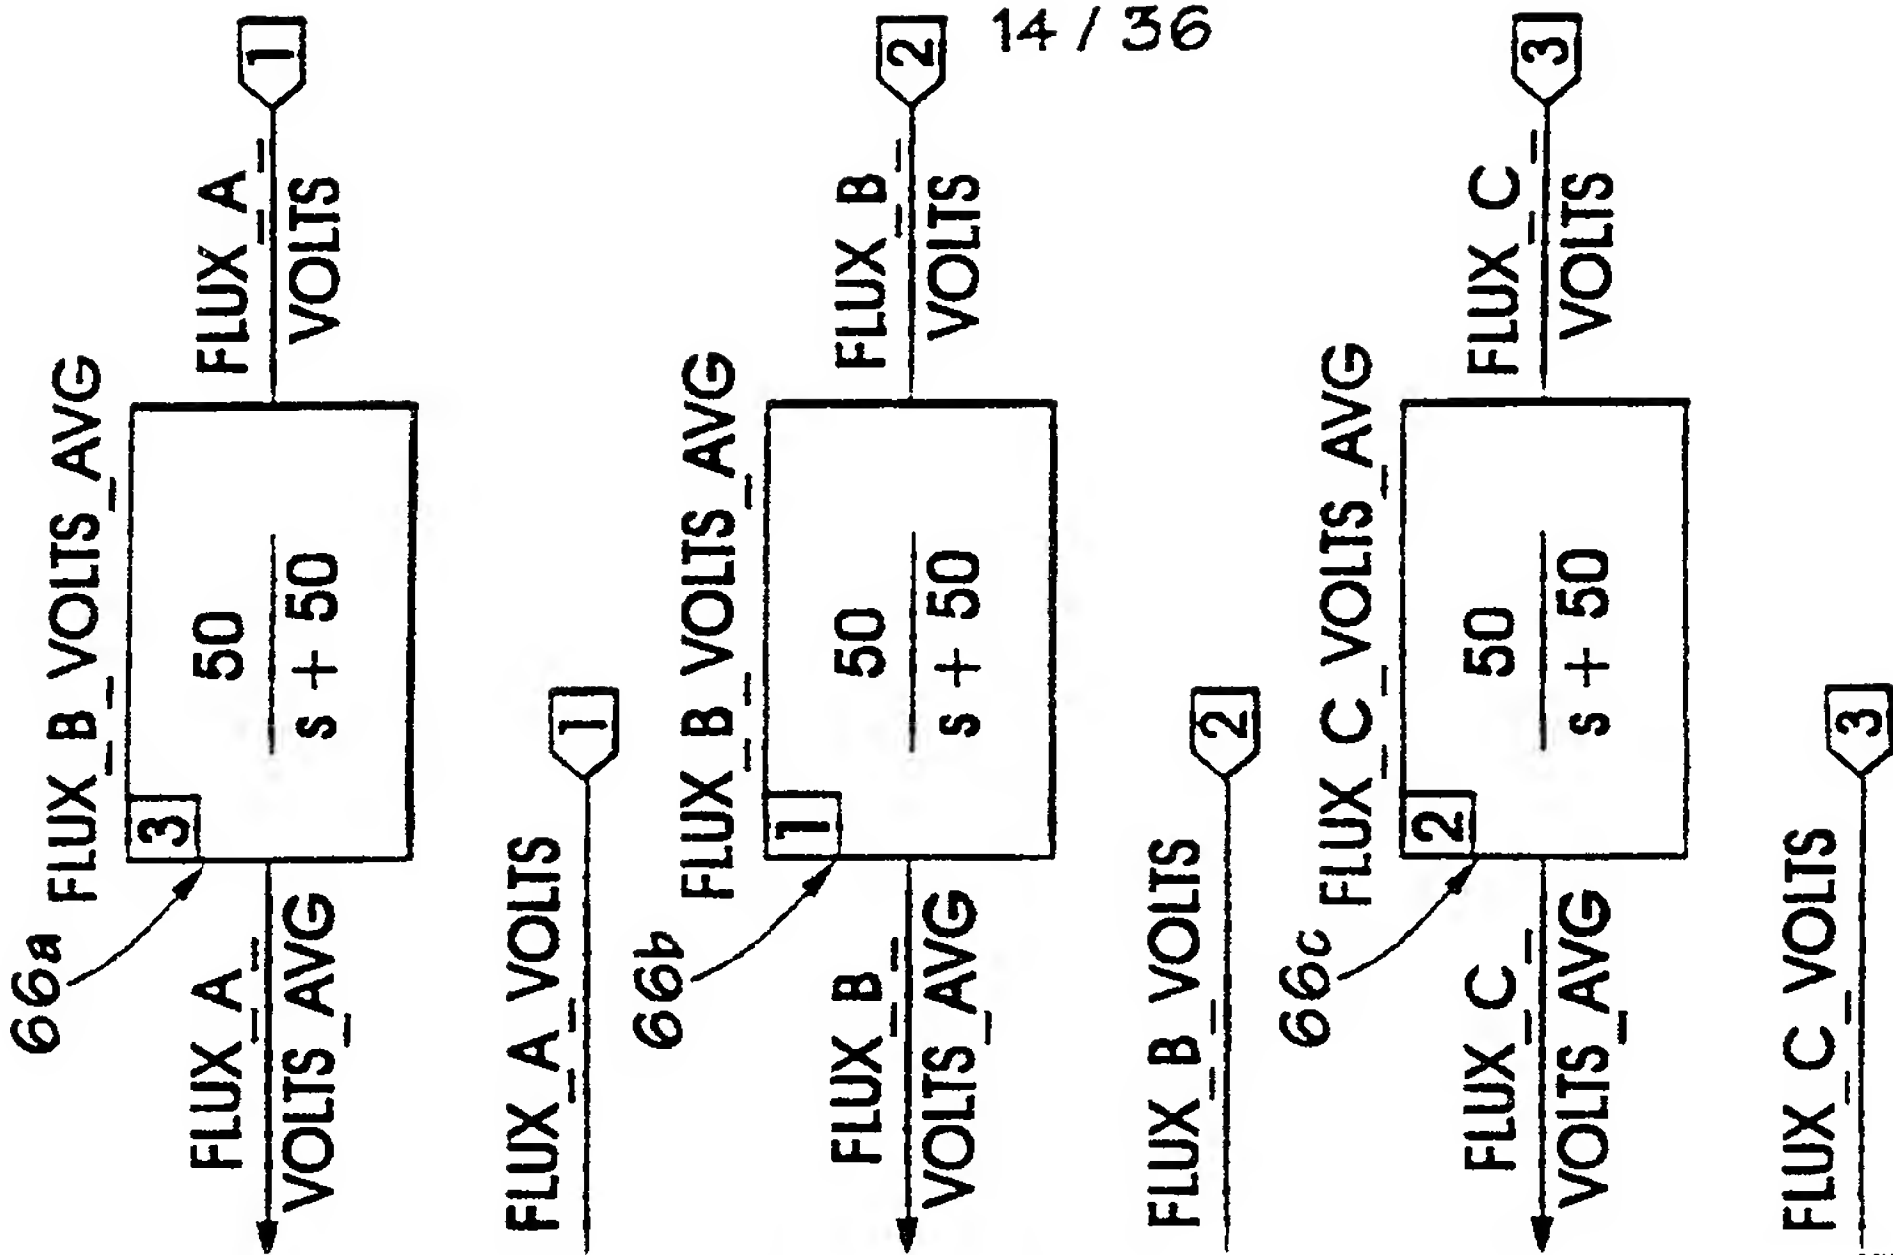 14 / 36
66a
FLUX_B_VOLTS_AVG
3
50
s + 50
FLUX_A_
VOLTS
1
FLUX_A_
VOLTS_AVG
FLUX_A_VOLTS
1
66b
FLUX_B_VOLTS_AVG
1
50
s + 50
FLUX_B_
VOLTS
2
FLUX_B_
VOLTS_AVG
FLUX_B_VOLTS
2
66c
FLUX_C_VOLTS_AVG
2
50
s + 50
FLUX_C_
VOLTS
3
FLUX_C_
VOLTS_AVG
FLUX_C_VOLTS
3